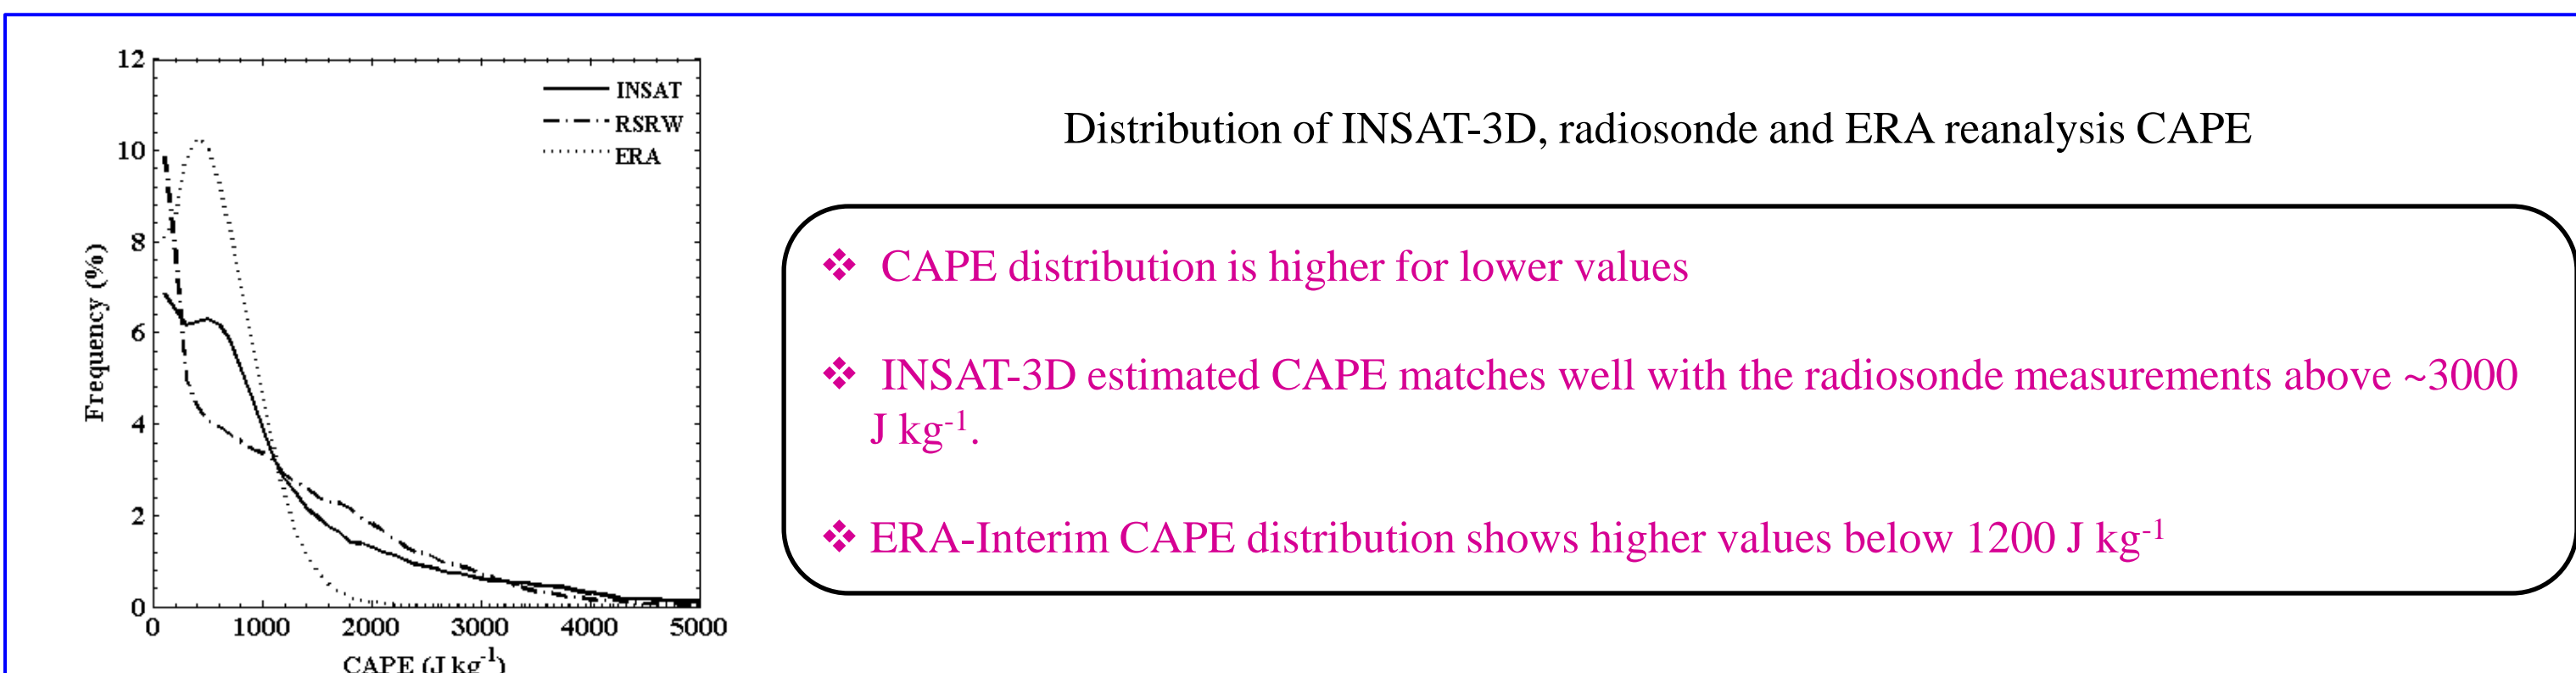 12
10
8
6
4
2
0
Frequency (%)
INSAT
RSRW
ERA
0 1000 2000 3000 4000 5000
CAPE (J kg-1)
Distribution of INSAT-3D, radiosonde and ERA reanalysis CAPE
❖ CAPE distribution is higher for lower values
❖ INSAT-3D estimated CAPE matches well with the radiosonde measurements above ~3000
J kg-1.
❖ ERA-Interim CAPE distribution shows higher values below 1200 J kg-1